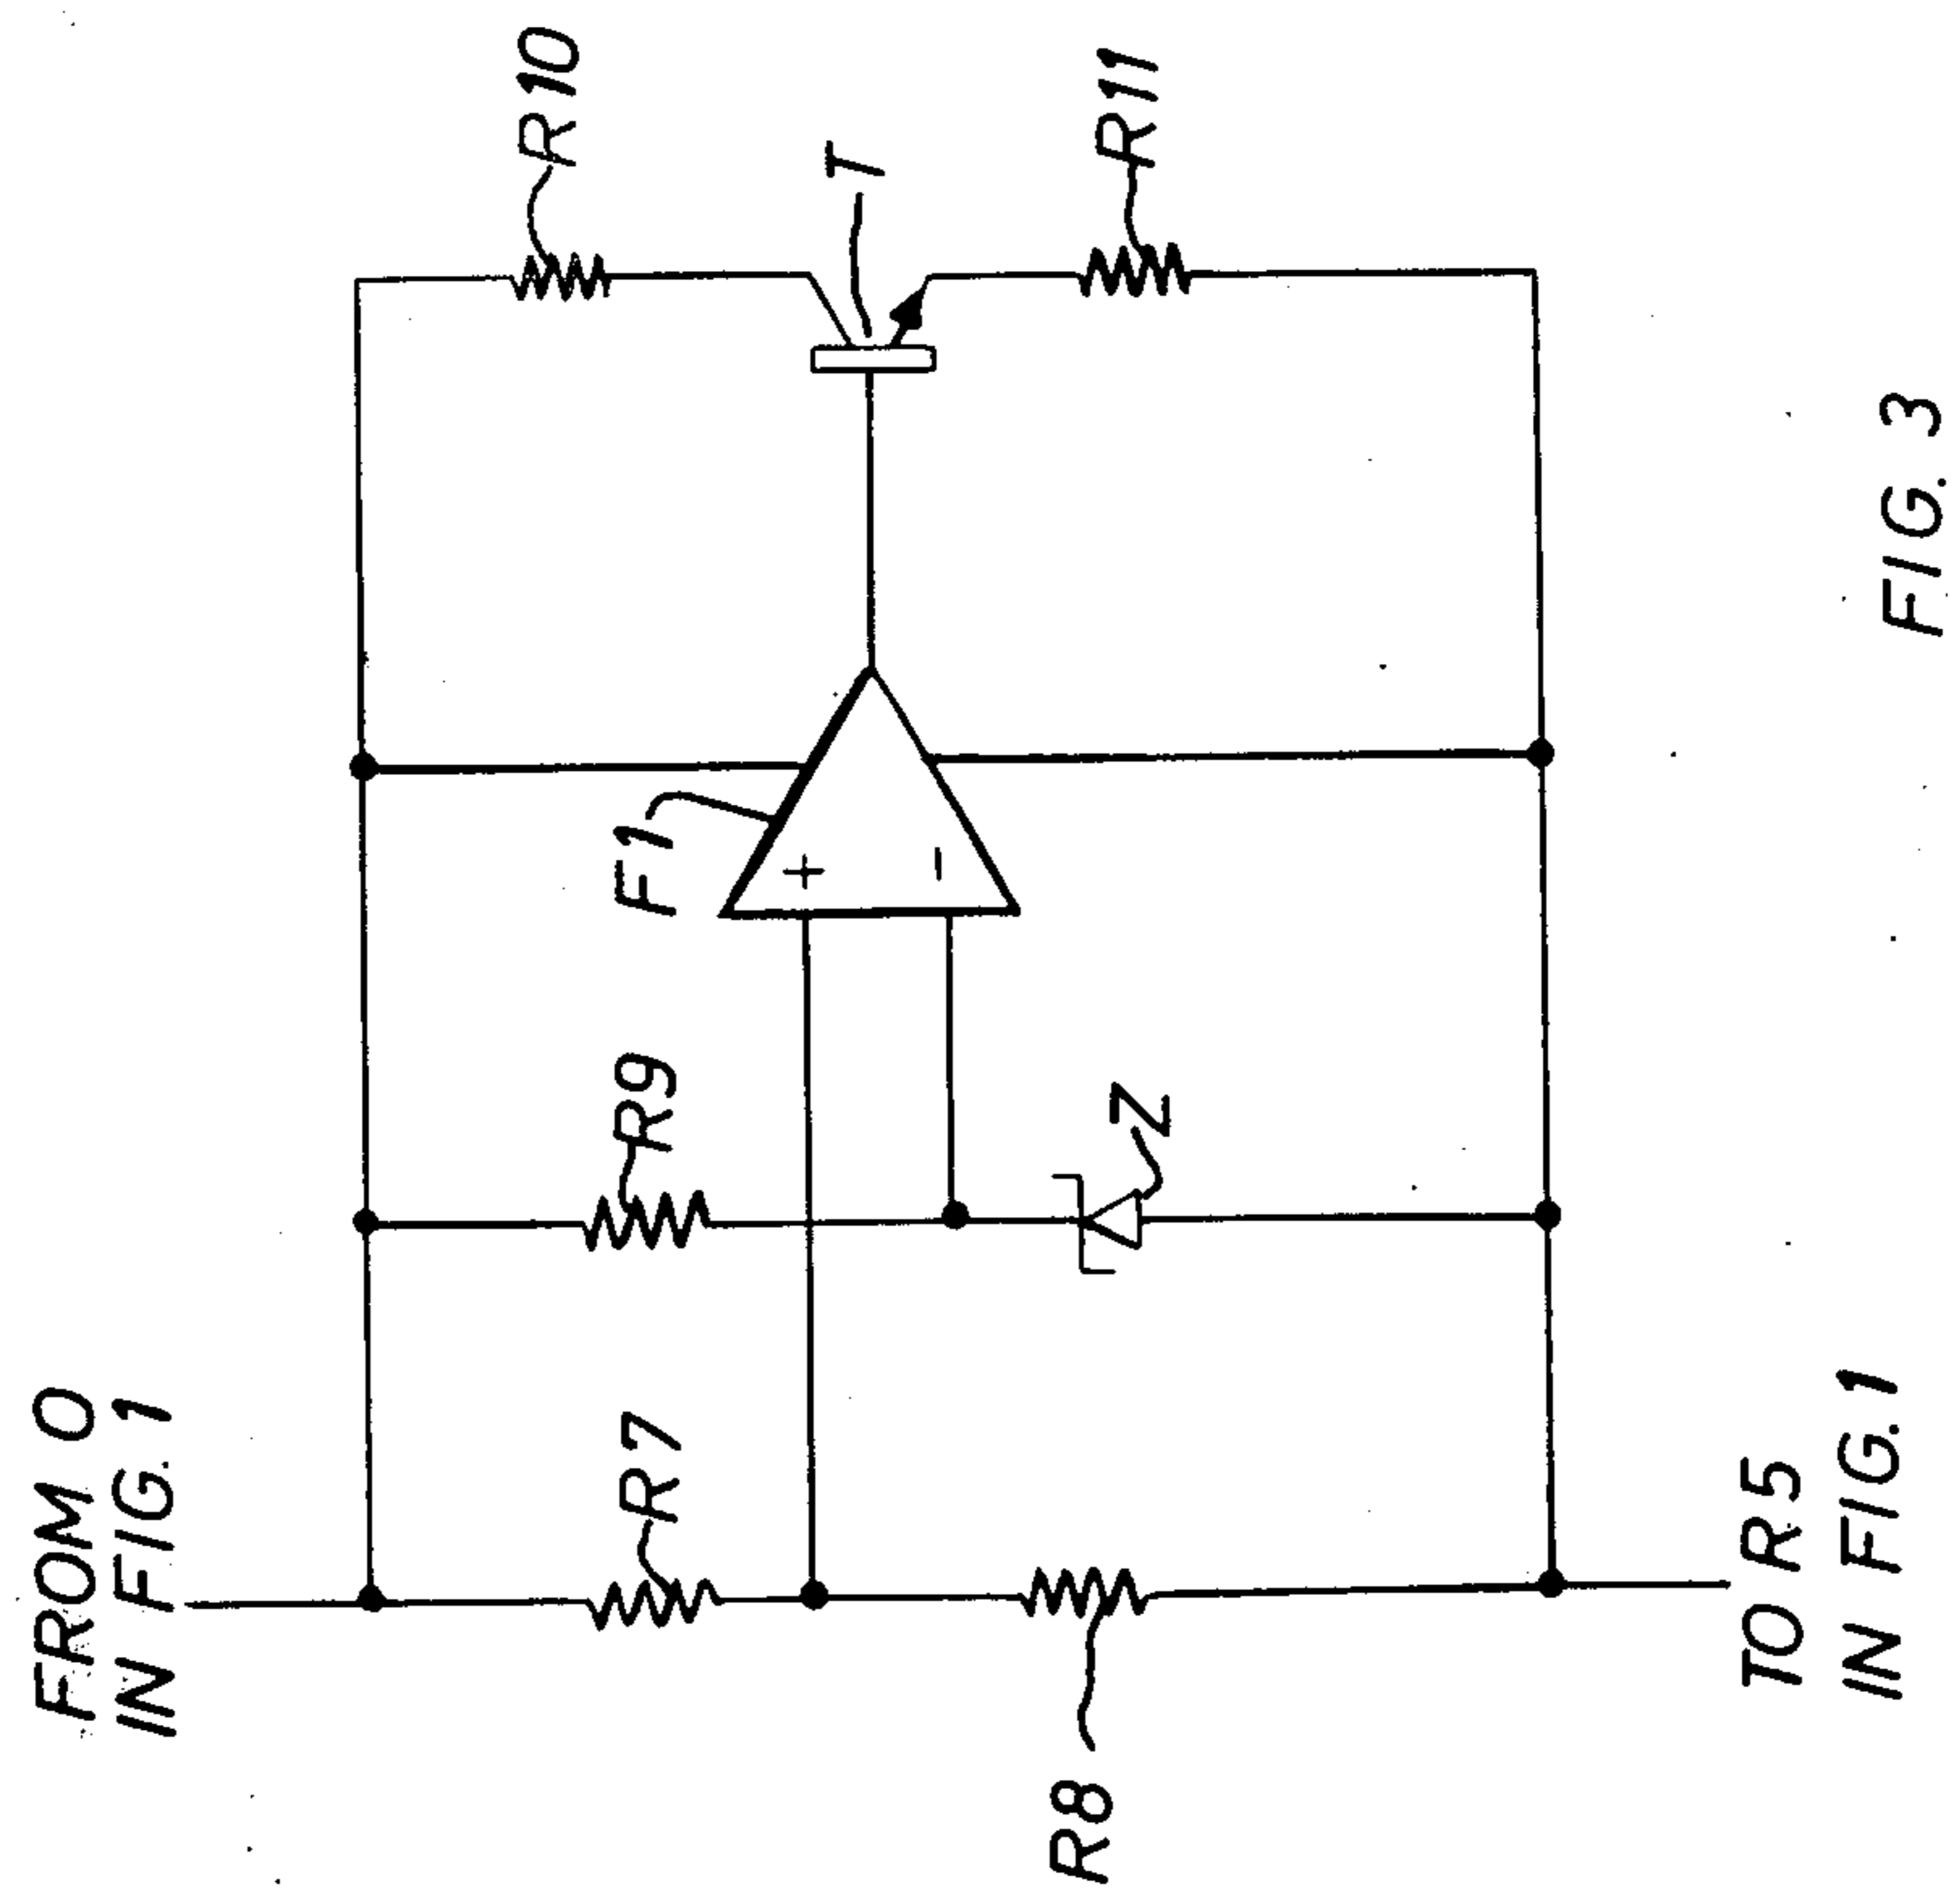 FROM O
IN FIG. 1
R7
R8
R9
Z
F1
+
−
R10
T
R11
TO R5
IN FIG. 1
FIG. 3